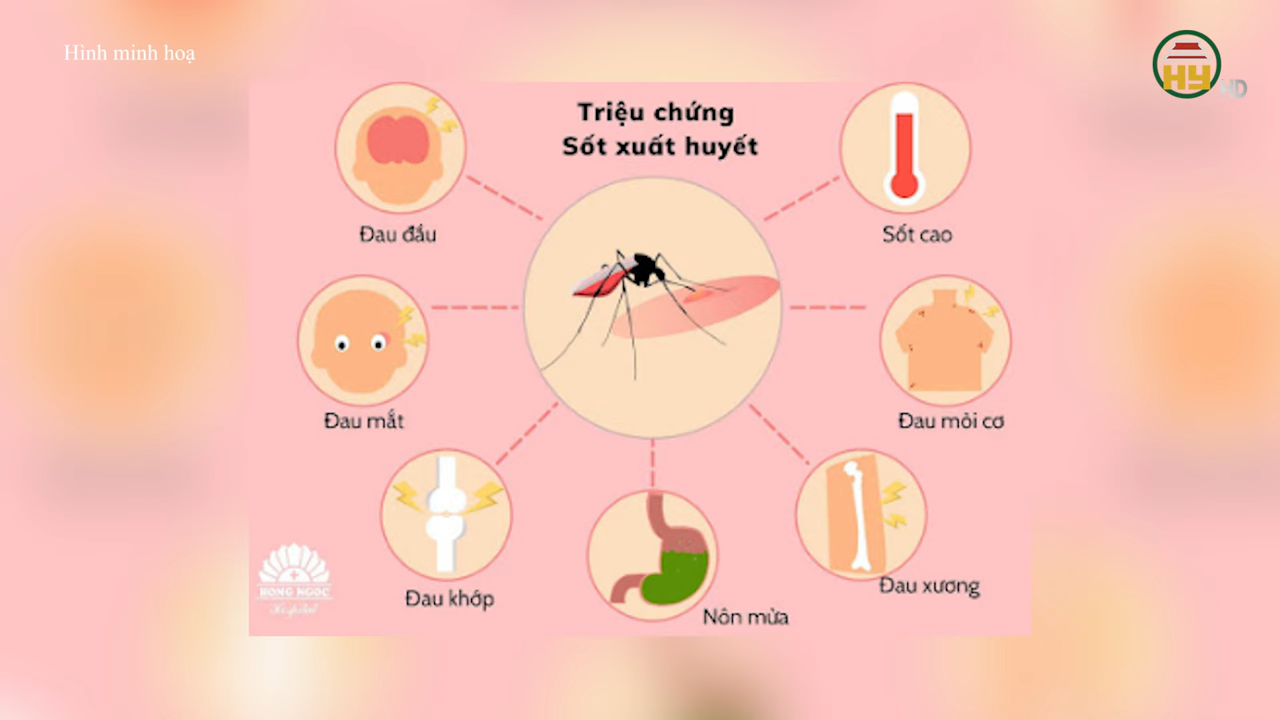 Hình minh hoạ
HY
HD
Triệu chứng
Sốt xuất huyết
Đau đầu
Sốt cao
Đau mắt
Đau mỏi cơ
Đau khớp
Nôn mửa
Đau xương
HONG NGOC
Hospital